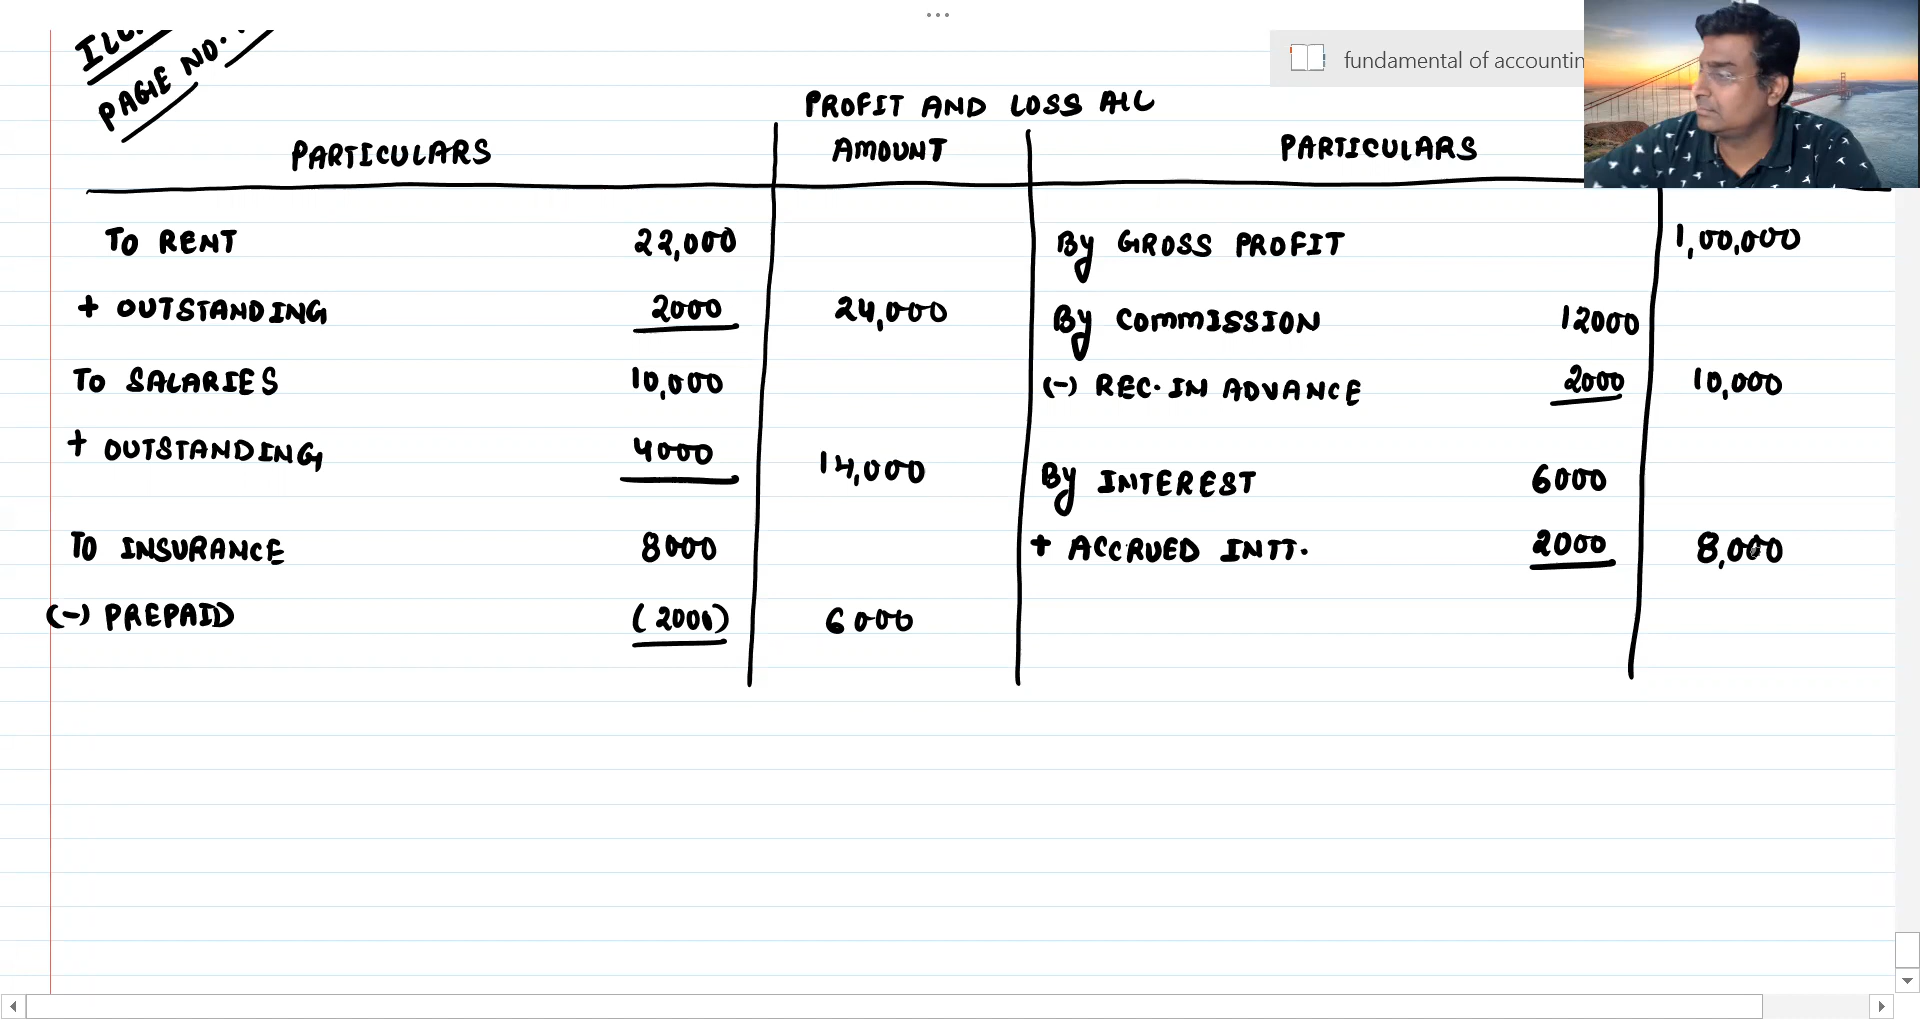 PAGE NO.
fundamental of accountin
PROFIT AND LOSS A/C
PARTICULARS AMOUNT PARTICULARS
TO RENT 22,000 By GROSS PROFIT 1,00,000
+ OUTSTANDING 2000 24,000 By COMMISSION 12000
TO SALARIES 10,000 (-) REC. IN ADVANCE 2000 10,000
+ OUTSTANDING 4000 14,000 By INTEREST 6000
TO INSURANCE 8000 + ACCRUED INTT. 2000 8,000
(-) PREPAID (2000) 6000